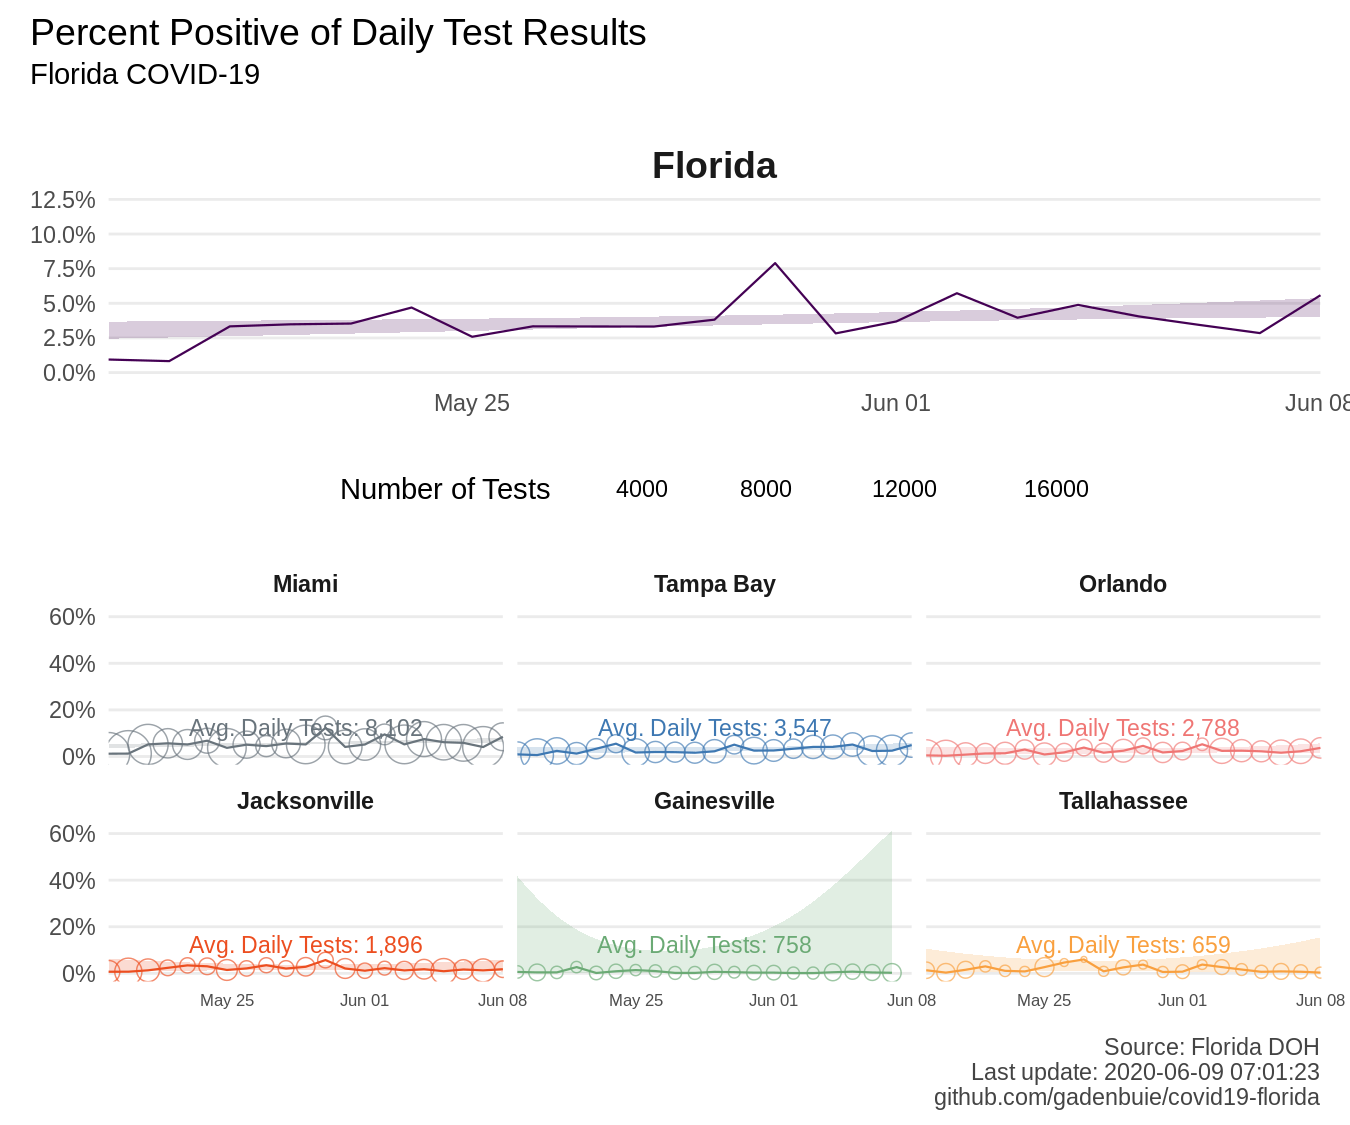 Percent Positive of Daily Test Results
Florida COVID-19
Florida
12.5%
10.0%
7.5%
5.0%
2.5%
0.0%
May 25 Jun 01 Jun 08
Number of Tests 4000 8000 12000 16000
Miami Tampa Bay Orlando
60%
40%
20%
Avg. Daily Tests: 8,102 Avg. Daily Tests: 3,547 Avg. Daily Tests: 2,788
0%
Jacksonville Gainesville Tallahassee
60%
40%
20%
Avg. Daily Tests: 1,896 Avg. Daily Tests: 758 Avg. Daily Tests: 659
0%
May 25 Jun 01 Jun 08 May 25 Jun 01 Jun 08 May 25 Jun 01 Jun 08
Source: Florida DOH
Last update: 2020-06-09 07:01:23
github.com/gadenbuie/covid19-florida